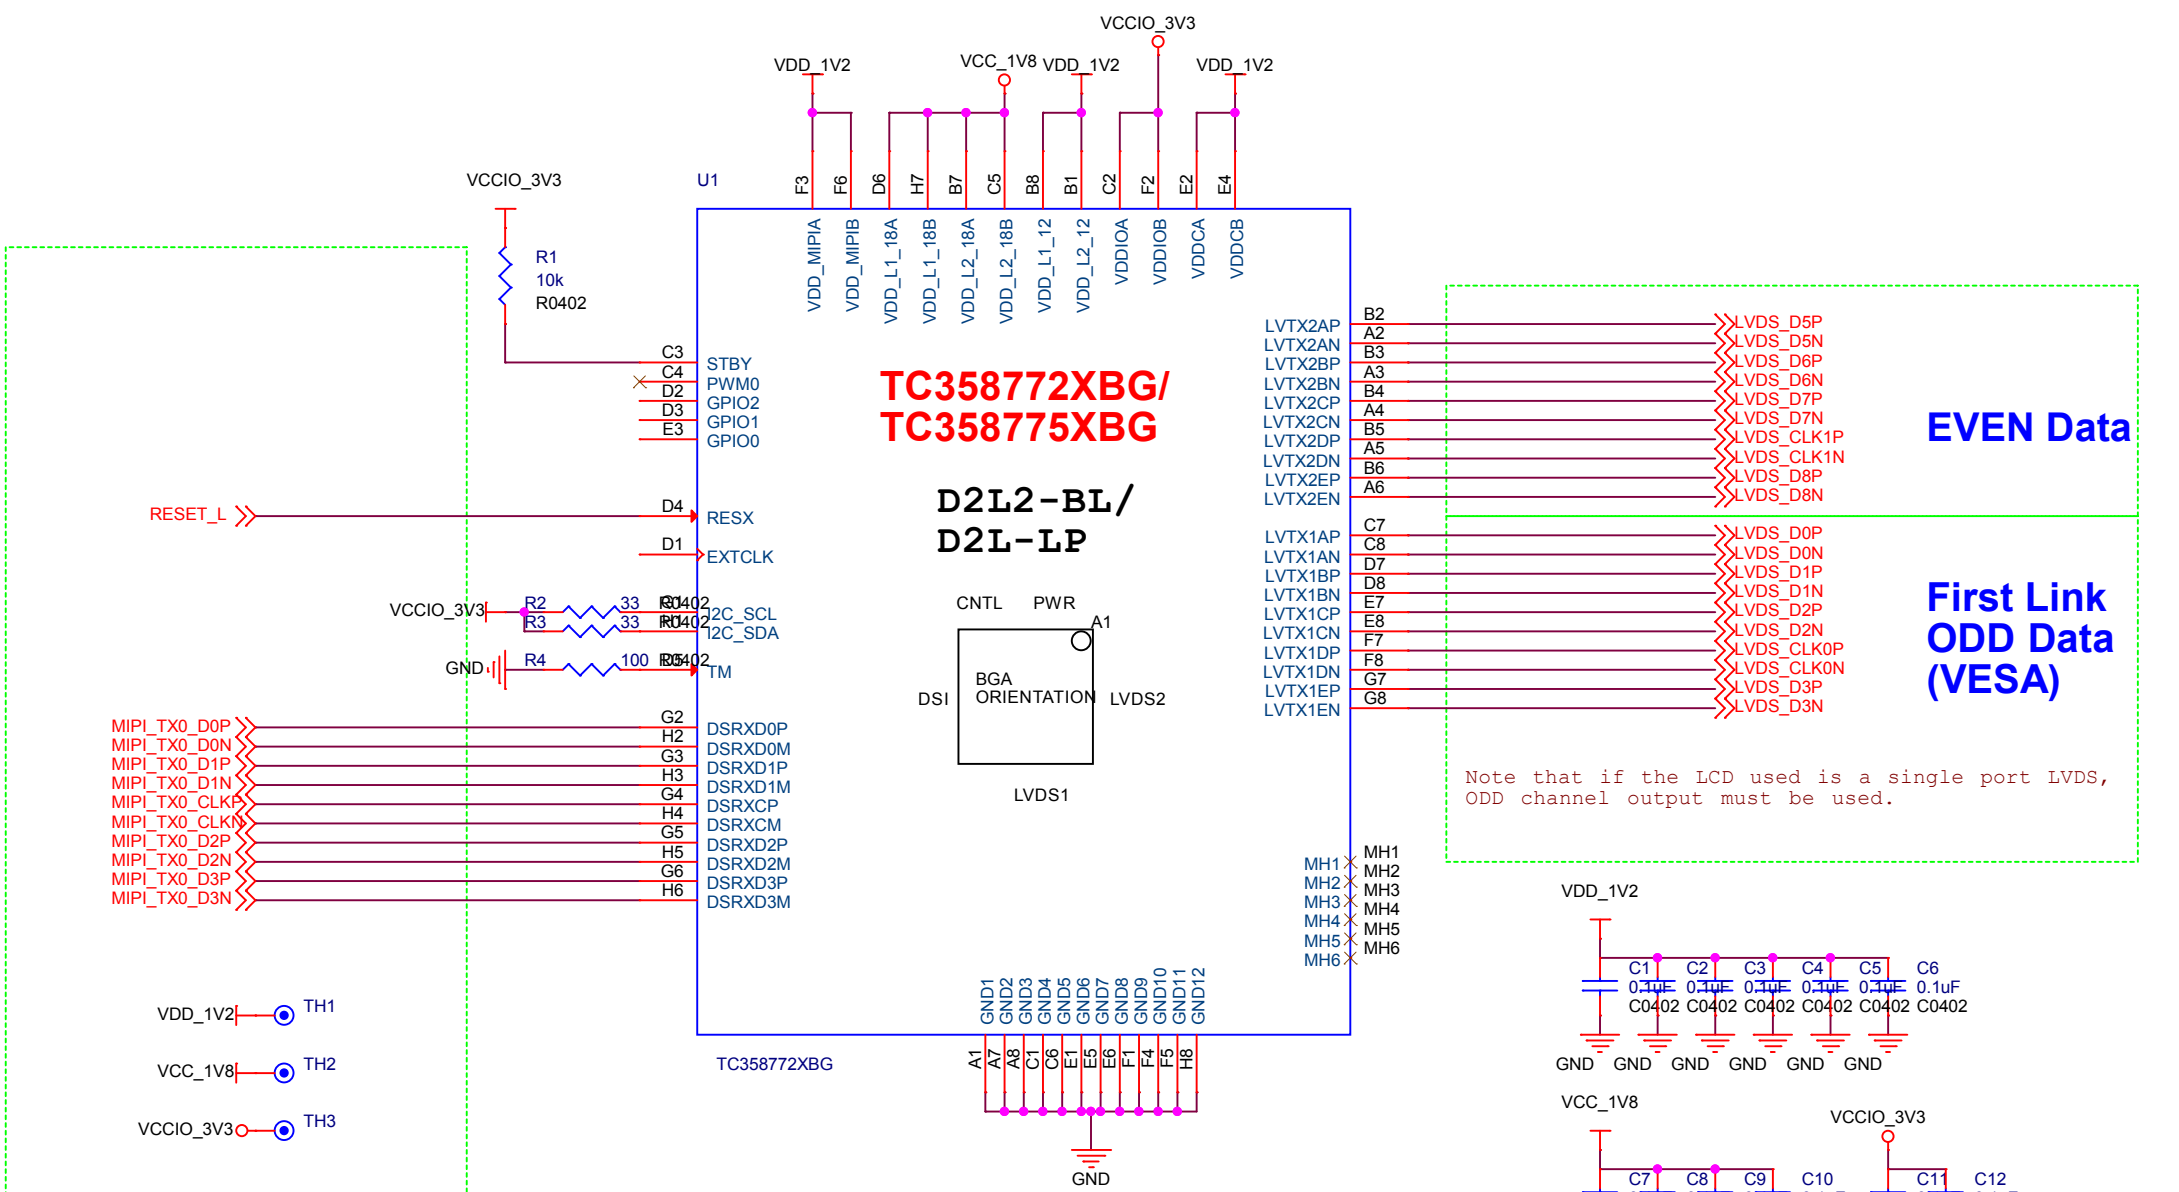 VCCIO_3V3
VDD_1V2
VCC_1V8
VDD_1V2
VDD_1V2
VCCIO_3V3
U1
F3
F6
D6
H7
B7
C5
B8
B1
C2
F2
E2
E4
VDD_MIPIA
VDD_MIPIB
VDD_L1_18A
VDD_L1_18B
VDD_L2_18A
VDD_L2_18B
VDD_L1_12
VDD_L2_12
VDDIOA
VDDIOB
VDDCA
VDDCB
R1
10k
R0402
C3 STBY
C4 PWM0
D2 GPIO2
D3 GPIO1
E3 GPIO0
RESET_L D4 RESX
D1 EXTCLK
VCCIO_3V3 R2 33 R0402 I2C_SCL
R3 33 R0402 I2C_SDA
GND R4 100 R0402 TM
MIPI_TX0_D0P G2 DSRXD0P
MIPI_TX0_D0N H2 DSRXD0M
MIPI_TX0_D1P G3 DSRXD1P
MIPI_TX0_D1N H3 DSRXD1M
MIPI_TX0_CLKP G4 DSRXCP
MIPI_TX0_CLKN H4 DSRXCM
MIPI_TX0_D2P G5 DSRXD2P
MIPI_TX0_D2N H5 DSRXD2M
MIPI_TX0_D3P G6 DSRXD3P
MIPI_TX0_D3N H6 DSRXD3M
TC358772XBG/
TC358775XBG
D2L2-BL/
D2L-LP
CNTL PWR
A1
BGA
ORIENTATION
DSI
LVDS2
LVDS1
LVTX2AP B2 LVDS_D5P
LVTX2AN A2 LVDS_D5N
LVTX2BP B3 LVDS_D6P
LVTX2BN A3 LVDS_D6N
LVTX2CP B4 LVDS_D7P
LVTX2CN A4 LVDS_D7N
LVTX2DP B5 LVDS_CLK1P
LVTX2DN A5 LVDS_CLK1N
LVTX2EP B6 LVDS_D8P
LVTX2EN A6 LVDS_D8N
EVEN Data
LVTX1AP C7 LVDS_D0P
LVTX1AN C8 LVDS_D0N
LVTX1BP D7 LVDS_D1P
LVTX1BN D8 LVDS_D1N
LVTX1CP E7 LVDS_D2P
LVTX1CN E8 LVDS_D2N
LVTX1DP F7 LVDS_CLK0P
LVTX1DN F8 LVDS_CLK0N
LVTX1EP G7 LVDS_D3P
LVTX1EN G8 LVDS_D3N
First Link
ODD Data
(VESA)
Note that if the LCD used is a single port LVDS,
ODD channel output must be used.
MH1 MH1
MH2 MH2
MH3 MH3
MH4 MH4
MH5 MH5
MH6 MH6
GND1
GND2
GND3
GND4
GND5
GND6
GND7
GND8
GND9
GND10
GND11
GND12
A1
A7
A8
C1
C6
E1
E5
E6
F1
F4
F5
H8
GND
TC358772XBG
VDD_1V2 TH1
VCC_1V8 TH2
VCCIO_3V3 TH3
VDD_1V2
C1 C2 C3 C4 C5 C6
0.1uF 0.1uF 0.1uF 0.1uF 0.1uF 0.1uF
C0402 C0402 C0402 C0402 C0402 C0402
GND GND GND GND GND GND
VCC_1V8
VCCIO_3V3
C7 C8 C9 C10 C11 C12